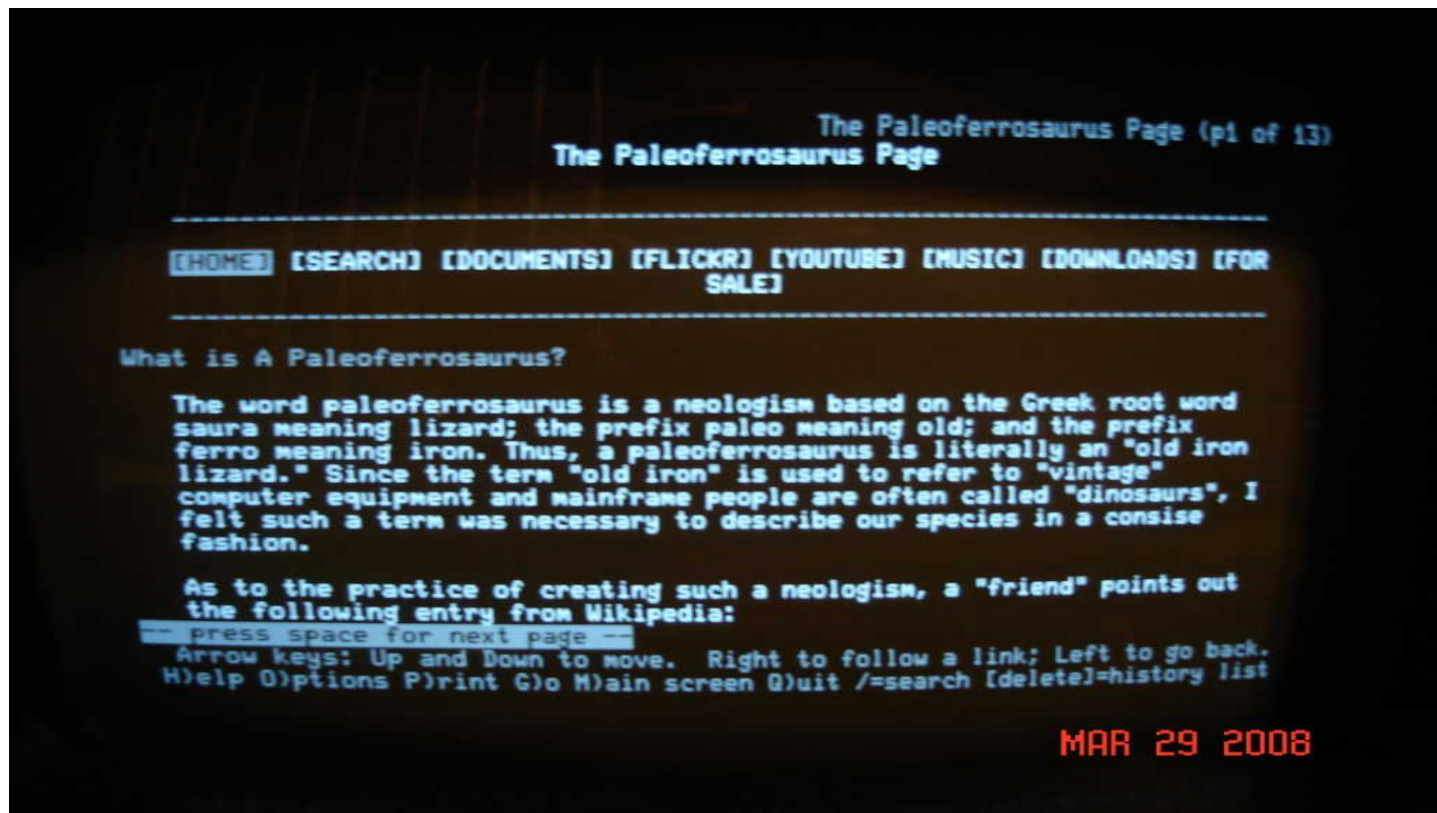 The Paleoferrosaurus Page (p1 of 13)
The Paleoferrosaurus Page
[HOME] [SEARCH] [DOCUMENTS] [FLICKR] [YOUTUBE] [MUSIC] [DOWNLOADS] [FOR
SALE]
What is A Paleoferrosaurus?
The word paleoferrosaurus is a neologism based on the Greek root word
saura meaning lizard; the prefix paleo meaning old; and the prefix
ferro meaning iron. Thus, a paleoferrosaurus is literally an "old iron
lizard." Since the term "old iron" is used to refer to "vintage"
computer equipment and mainframe people are often called "dinosaurs", I
felt such a term was necessary to describe our species in a consise
fashion.
As to the practice of creating such a neologism, a "friend" points out
the following entry from Wikipedia:
-- press space for next page --
Arrow keys: Up and Down to move. Right to follow a link; Left to go back.
H)elp O)ptions P)rint G)o M)ain screen Q)uit /=search [delete]=history list
MAR 29 2008